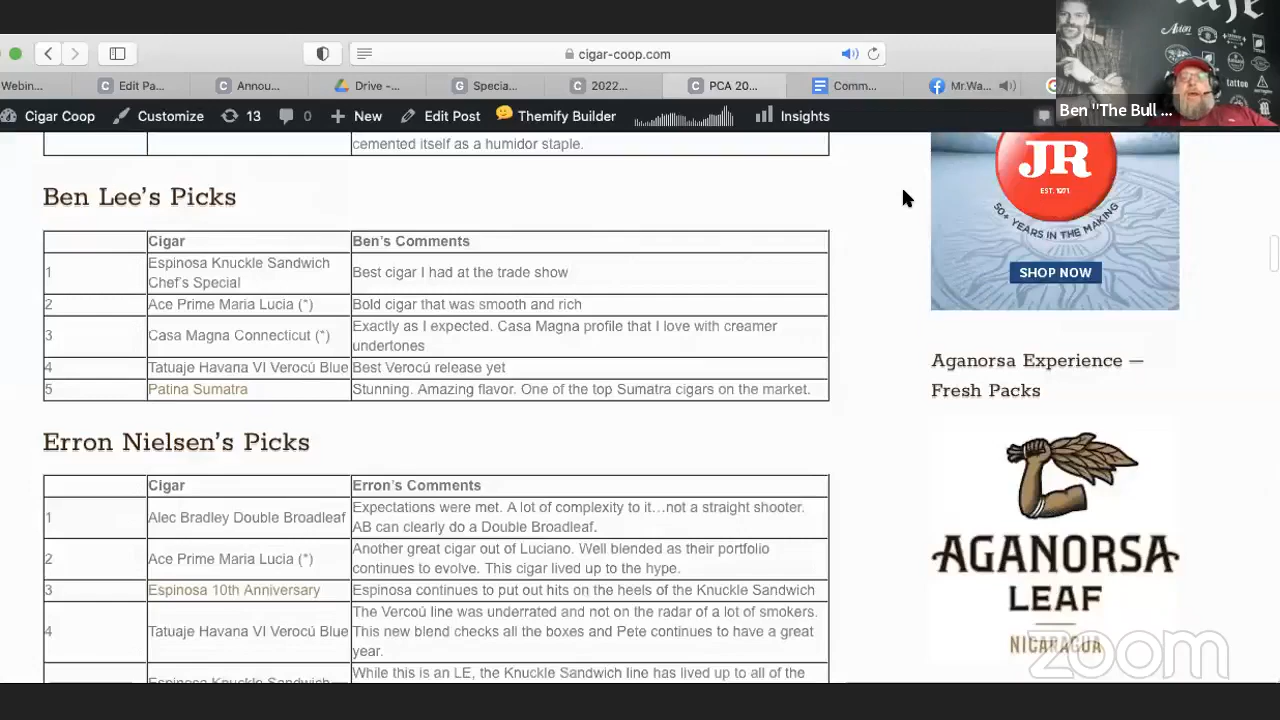 cigar-coop.com
Webin...
Edit Pa...
Annou...
Drive -...
Specia...
2022...
PCA 20...
Comm...
Mr.Wa...
Ben "The Bull ...
tattoo
Cigar Coop
Customize
13
0
New
Edit Post
Themify Builder
Insights
cemented itself as a humidor staple.
Ben Lee's Picks
Cigar Ben's Comments
1 Espinosa Knuckle Sandwich Chef's Special Best cigar I had at the trade show
2 Ace Prime Maria Lucia (*) Bold cigar that was smooth and rich
3 Casa Magna Connecticut (*) Exactly as I expected. Casa Magna profile that I love with creamer
undertones
4 Tatuaje Havana VI Verocú Blue Best Verocú release yet
5 Patina Sumatra Stunning. Amazing flavor. One of the top Sumatra cigars on the market.
Erron Nielsen's Picks
Cigar Erron's Comments
1 Alec Bradley Double Broadleaf Expectations were met. A lot of complexity to it…not a straight shooter.
AB can clearly do a Double Broadleaf.
2 Ace Prime Maria Lucia (*) Another great cigar out of Luciano. Well blended as their portfolio
continues to evolve. This cigar lived up to the hype.
3 Espinosa 10th Anniversary Espinosa continues to put out hits on the heels of the Knuckle Sandwich
4 Tatuaje Havana VI Verocú Blue The Vercoú line was underrated and not on the radar of a lot of smokers.
This new blend checks all the boxes and Pete continues to have a great
year.
Espinosa Knuckle Sandwich While this is an LE, the Knuckle Sandwich line has lived up to all of the
JR
EST. 1971
50+ YEARS IN THE MAKING
SHOP NOW
Aganorsa Experience —
Fresh Packs
AGANORSA
LEAF
NICARAGUA
zoom